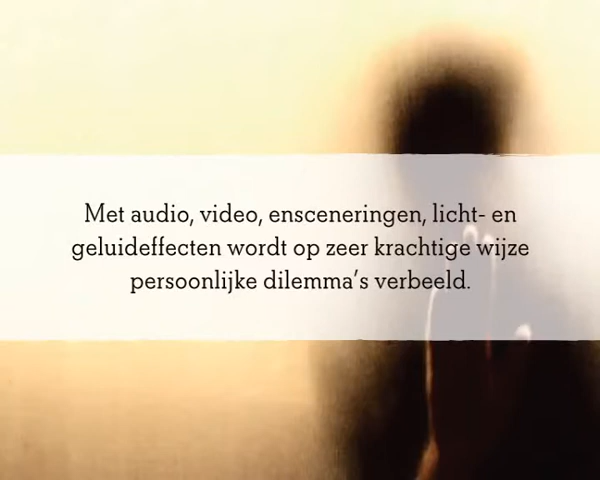 Met audio, video, ensceneringen, licht- en
geluideffecten wordt op zeer krachtige wijze
persoonlijke dilemma's verbeeld.